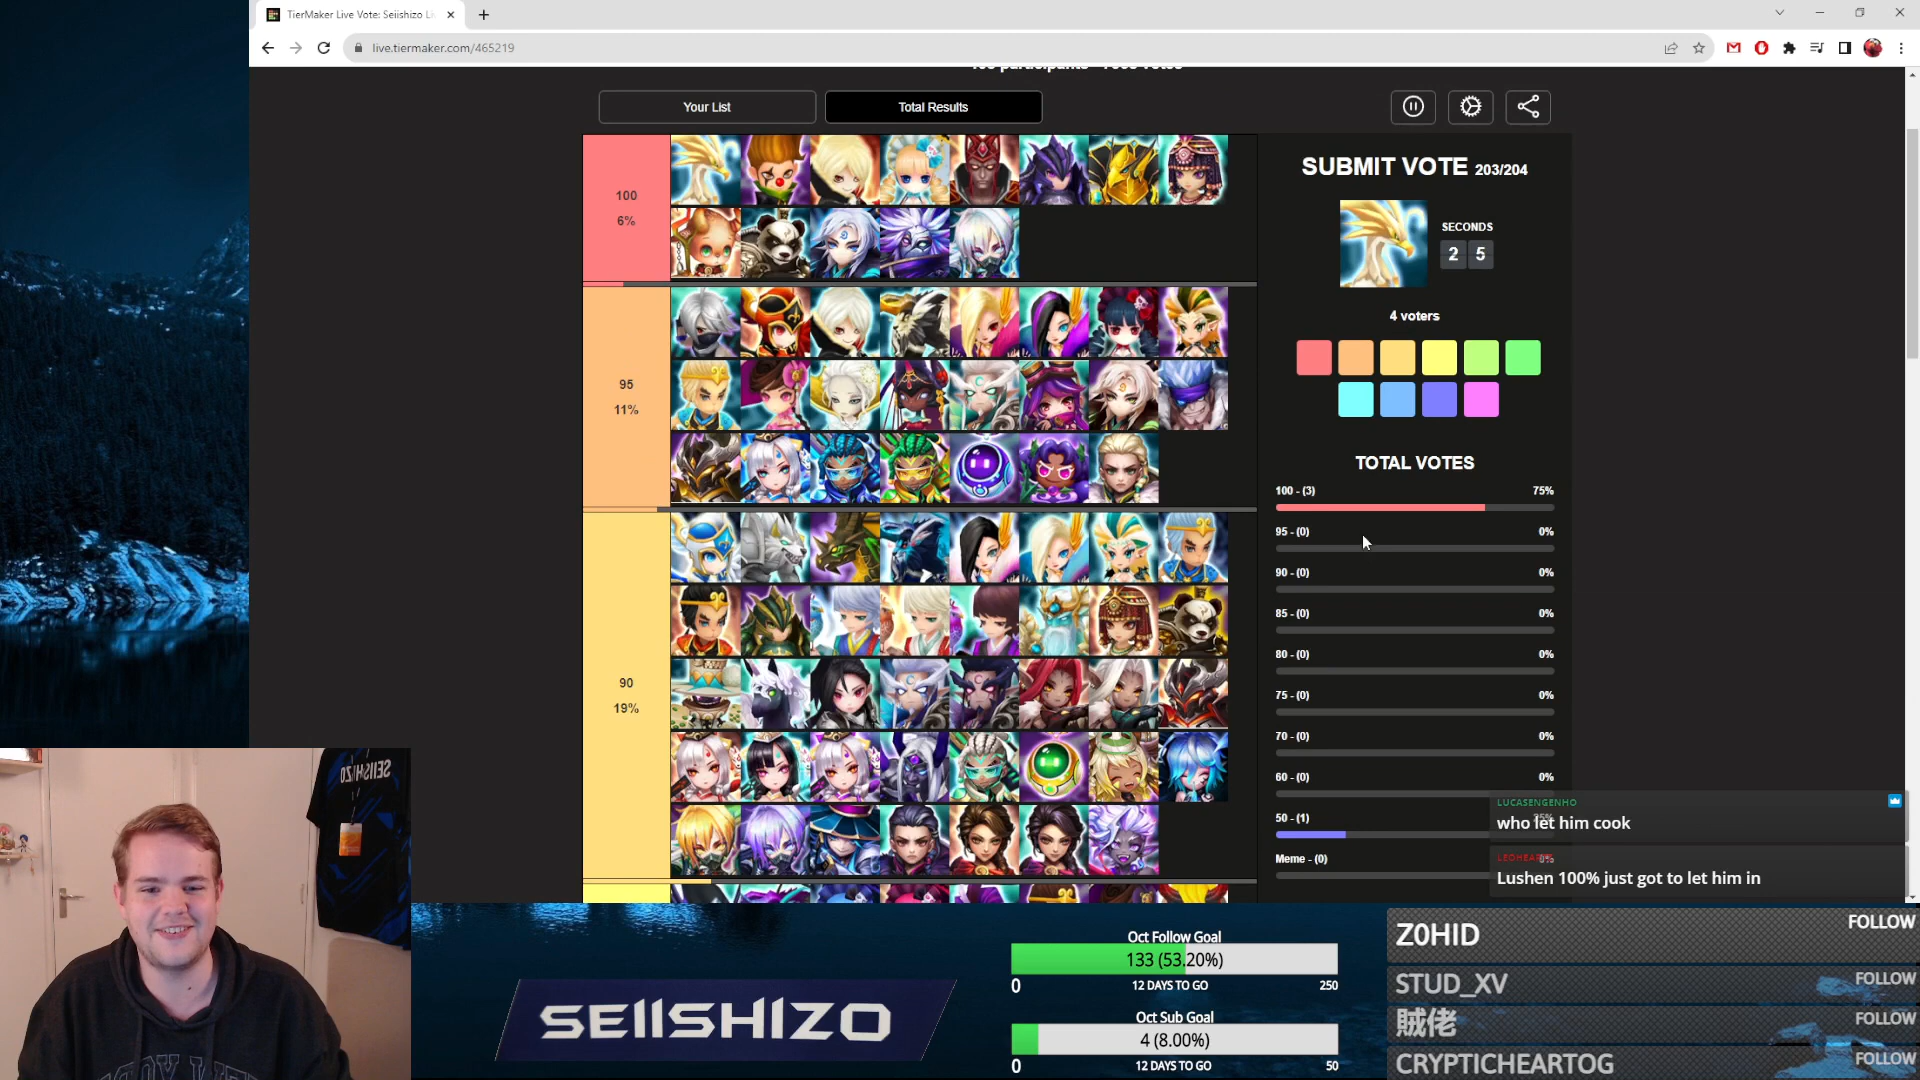 TierMaker Live Vote: Seiishizo Li
live.tiermaker.com/465219
Your List
Total Results
100
6%
95
11%
90
19%
SUBMIT VOTE 203/204
SECONDS
2 5
4 voters
TOTAL VOTES
100 - (3) 75%
95 - (0) 0%
90 - (0) 0%
85 - (0) 0%
80 - (0) 0%
75 - (0) 0%
70 - (0) 0%
60 - (0) 0%
50 - (1) 25%
Meme - (0) 0%
LUCASENGENHO
who let him cook
Lushen 100% just got to let him in
SEIISHIZO
SEIISHIZO
Oct Follow Goal
133 (53.20%)
0 12 DAYS TO GO 250
Oct Sub Goal
4 (8.00%)
0 12 DAYS TO GO 50
Z0HID FOLLOW
STUD_XV FOLLOW
賊佬 FOLLOW
CRYPTICHEARTOG FOLLOW